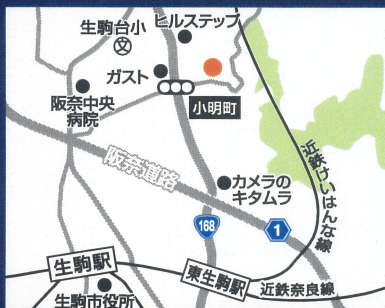 生駒台小
文
ヒルステップ
ガスト
阪奈中央
病院
小明町
阪奈道路
カメラの
キタムラ
近鉄けいはんな線
168
1
生駒駅
東生駒駅
近鉄奈良線
生駒市役所